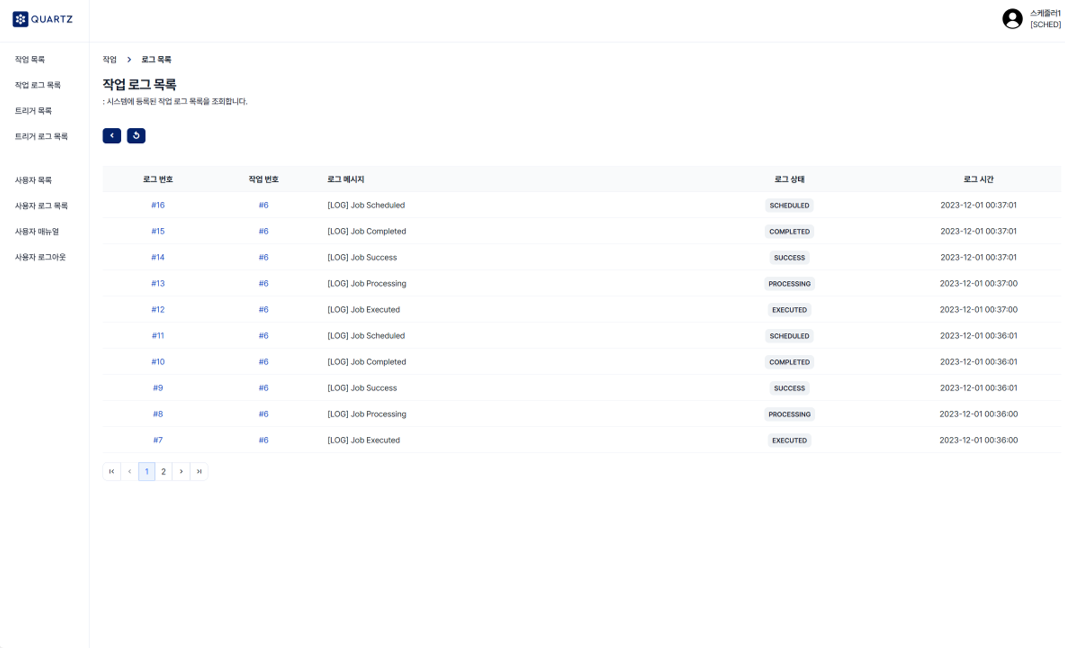 QUARTZ
스케줄러1
[SCHED]
작업 목록
작업 로그 목록
트리거 목록
트리거 로그 목록
사용자 목록
사용자 로그 목록
사용자 매뉴얼
사용자 로그아웃
작업 > 로그 목록
작업 로그 목록
: 시스템에 등록된 작업 로그 목록을 조회합니다.
로그 번호 작업 번호 로그 메시지 로그 상태 로그 시간
#16 #6 [LOG] Job Scheduled SCHEDULED 2023-12-01 00:37:01
#15 #6 [LOG] Job Completed COMPLETED 2023-12-01 00:37:01
#14 #6 [LOG] Job Success SUCCESS 2023-12-01 00:37:01
#13 #6 [LOG] Job Processing PROCESSING 2023-12-01 00:37:00
#12 #6 [LOG] Job Executed EXECUTED 2023-12-01 00:37:00
#11 #6 [LOG] Job Scheduled SCHEDULED 2023-12-01 00:36:01
#10 #6 [LOG] Job Completed COMPLETED 2023-12-01 00:36:01
#9 #6 [LOG] Job Success SUCCESS 2023-12-01 00:36:01
#8 #6 [LOG] Job Processing PROCESSING 2023-12-01 00:36:00
#7 #6 [LOG] Job Executed EXECUTED 2023-12-01 00:36:00
1 2